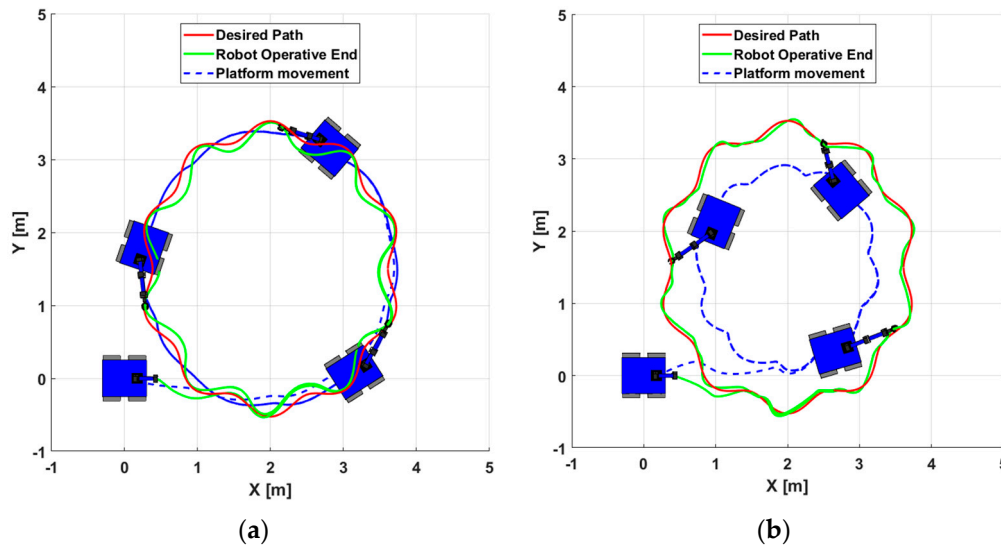 5
4
3
2
1
0
-1
Y [m]
Desired Path
Robot Operative End
Platform movement
-1 0 1 2 3 4 5
X [m]
(a)
5
4
3
2
1
0
-1
Y [m]
Desired Path
Robot Operative End
Platform movement
-1 0 1 2 3 4 5
X [m]
(b)